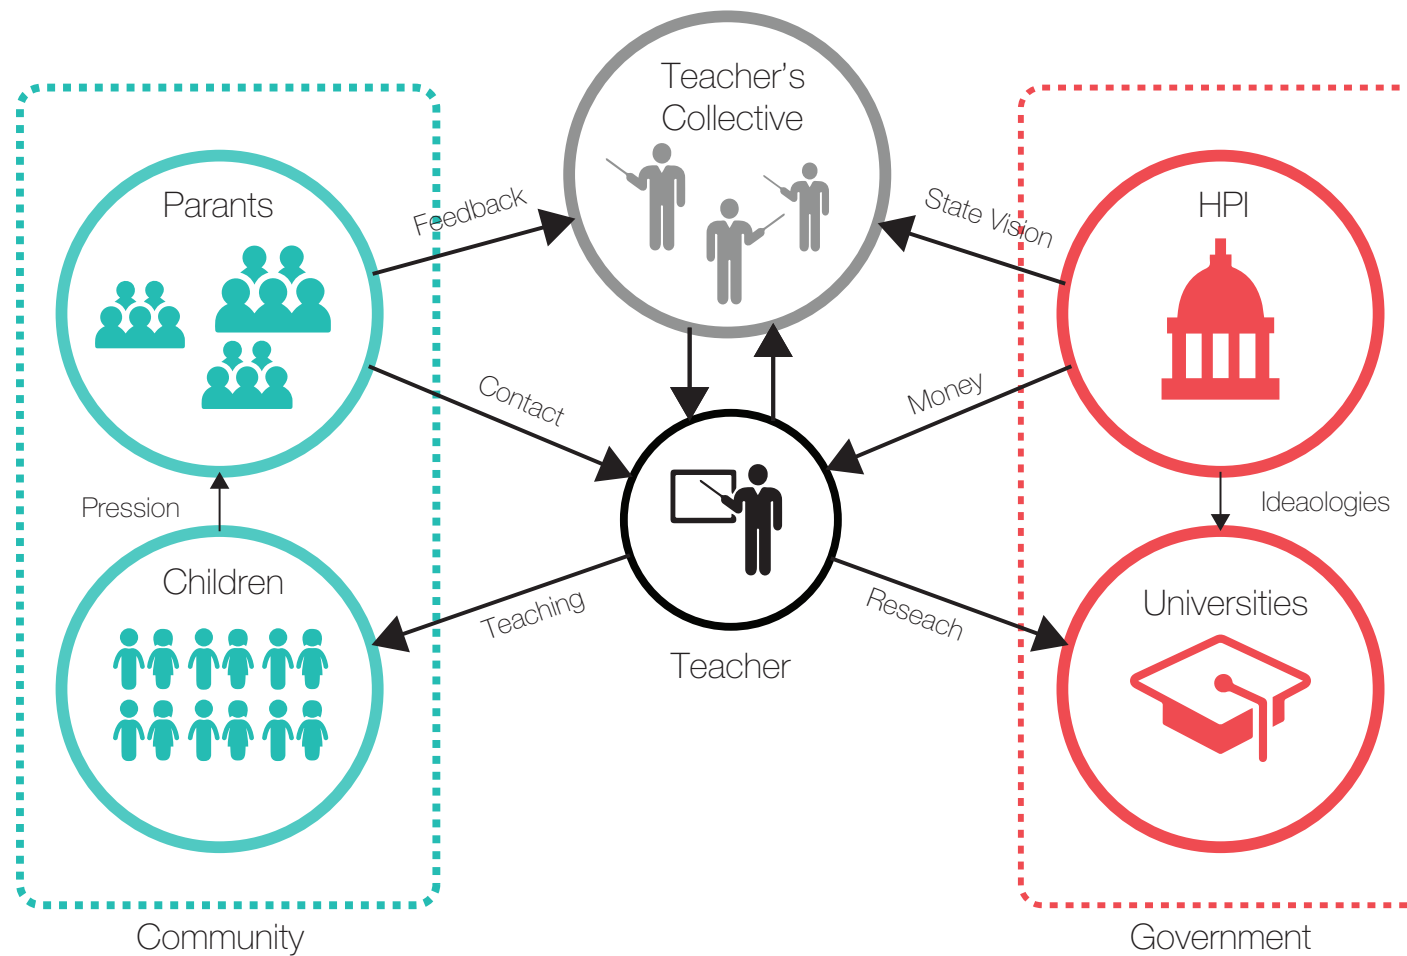 Teacher's
Collective
Parants
Feedback
State Vision
HPI
Contact
Money
Pression
Ideaologies
Children
Teaching
Reseach
Universities
Teacher
Community
Government